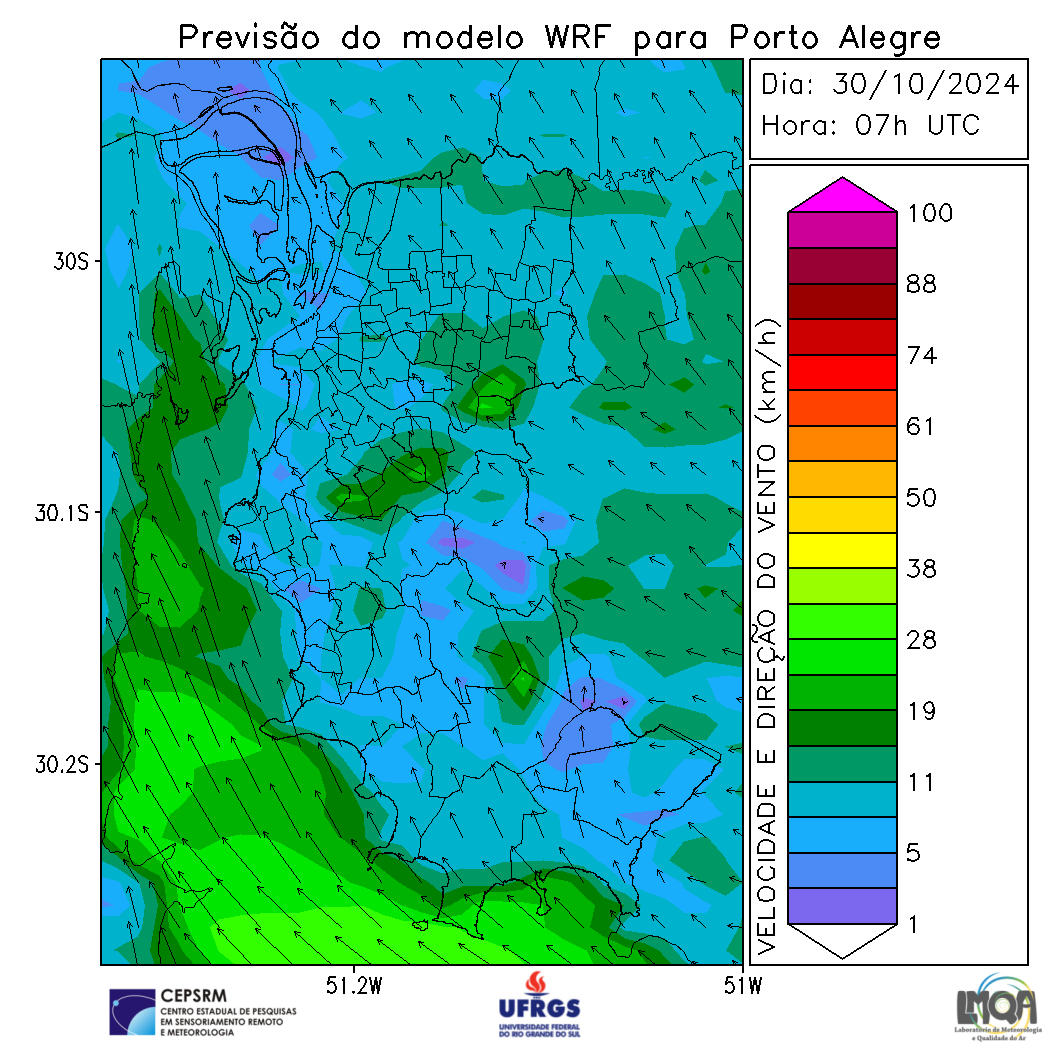 Previsão do modelo WRF para Porto Alegre
Dia: 30/10/2024
Hora: 07h UTC
30S
30.1S
30.2S
51.2W
51W
VELOCIDADE E DIREÇÃO DO VENTO (km/h)
100
88
74
61
50
38
28
19
11
5
1
CEPSRM
CENTRO ESTADUAL DE PESQUISAS
EM SENSORIAMENTO REMOTO
E METEOROLOGIA
UFRGS
UNIVERSIDADE FEDERAL
DO RIO GRANDE DO SUL
LMQA
Laboratório de Meteorologia
e Qualidade do Ar